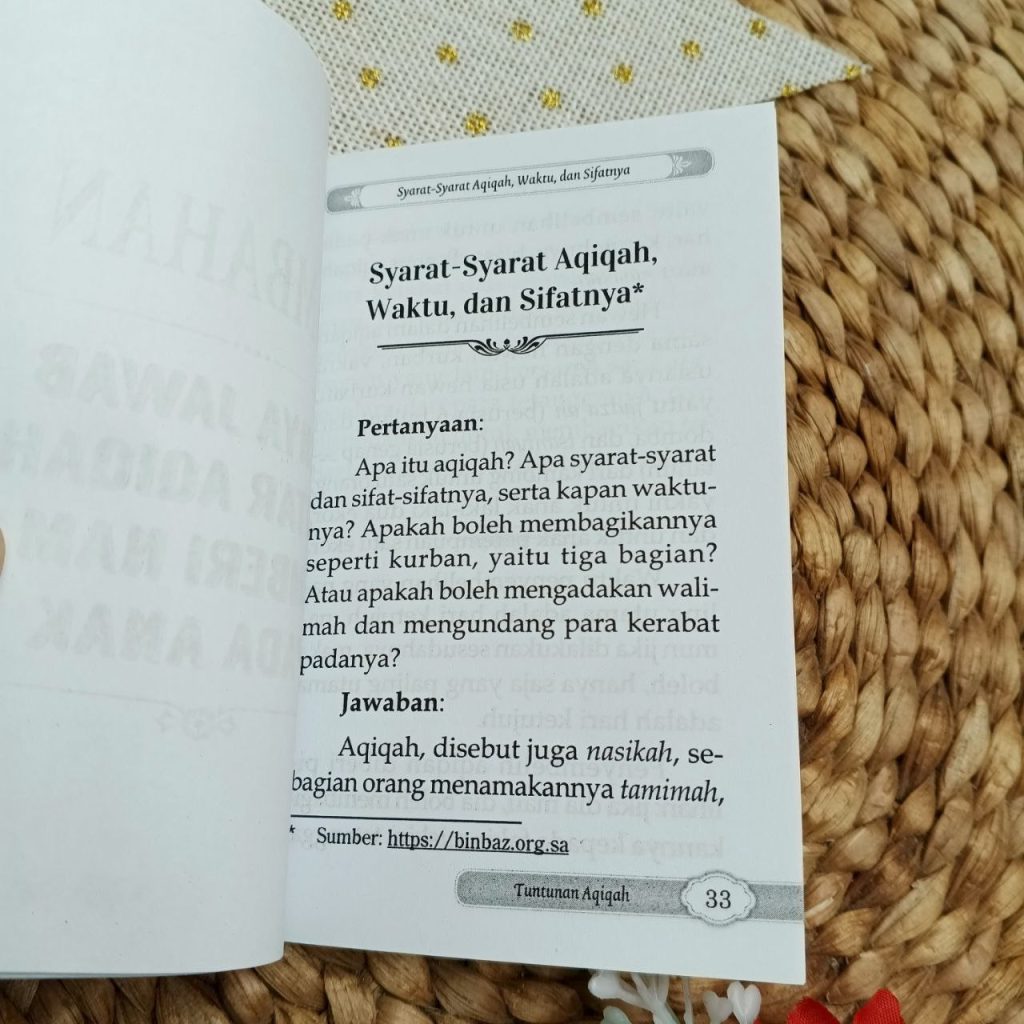 Syarat-Syarat Aqiqah, Waktu, dan Sifatnya
Syarat-Syarat Aqiqah,
Waktu, dan Sifatnya*
Pertanyaan:
Apa itu aqiqah? Apa syarat-syarat
dan sifat-sifatnya, serta kapan waktu-
nya? Apakah boleh membagikannya
seperti kurban, yaitu tiga bagian?
Atau apakah boleh mengadakan wali-
mah dan mengundang para kerabat
padanya?
Jawaban:
Aqiqah, disebut juga nasikah, se-
bagian orang menamakannya tamimah,
* Sumber: https://binbaz.org.sa
Tuntunan Aqiqah 33